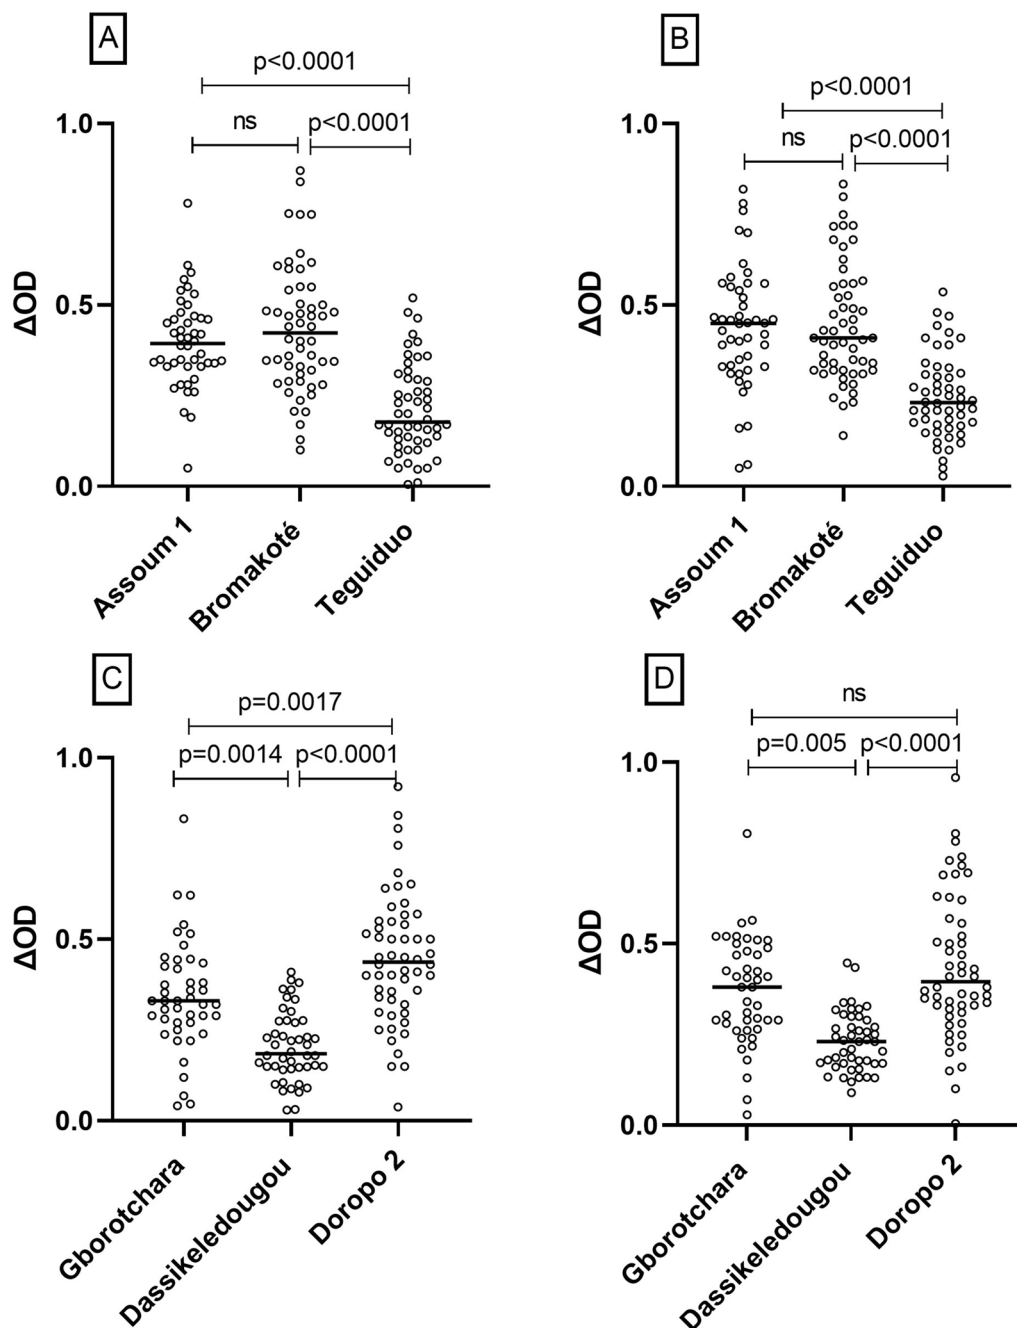 A
p<0.0001
ns
p<0.0001
1.0
0.5
0.0
ΔOD
Assoum 1
Bromakoté
Teguiduo
B
p<0.0001
ns
p<0.0001
1.0
0.5
0.0
ΔOD
Assoum 1
Bromakoté
Teguiduo
C
p=0.0017
p=0.0014
p<0.0001
1.0
0.5
0.0
ΔOD
Gborotchara
Dassikeledougou
Doropo 2
D
ns
p=0.005
p<0.0001
1.0
0.5
0.0
ΔOD
Gborotchara
Dassikeledougou
Doropo 2